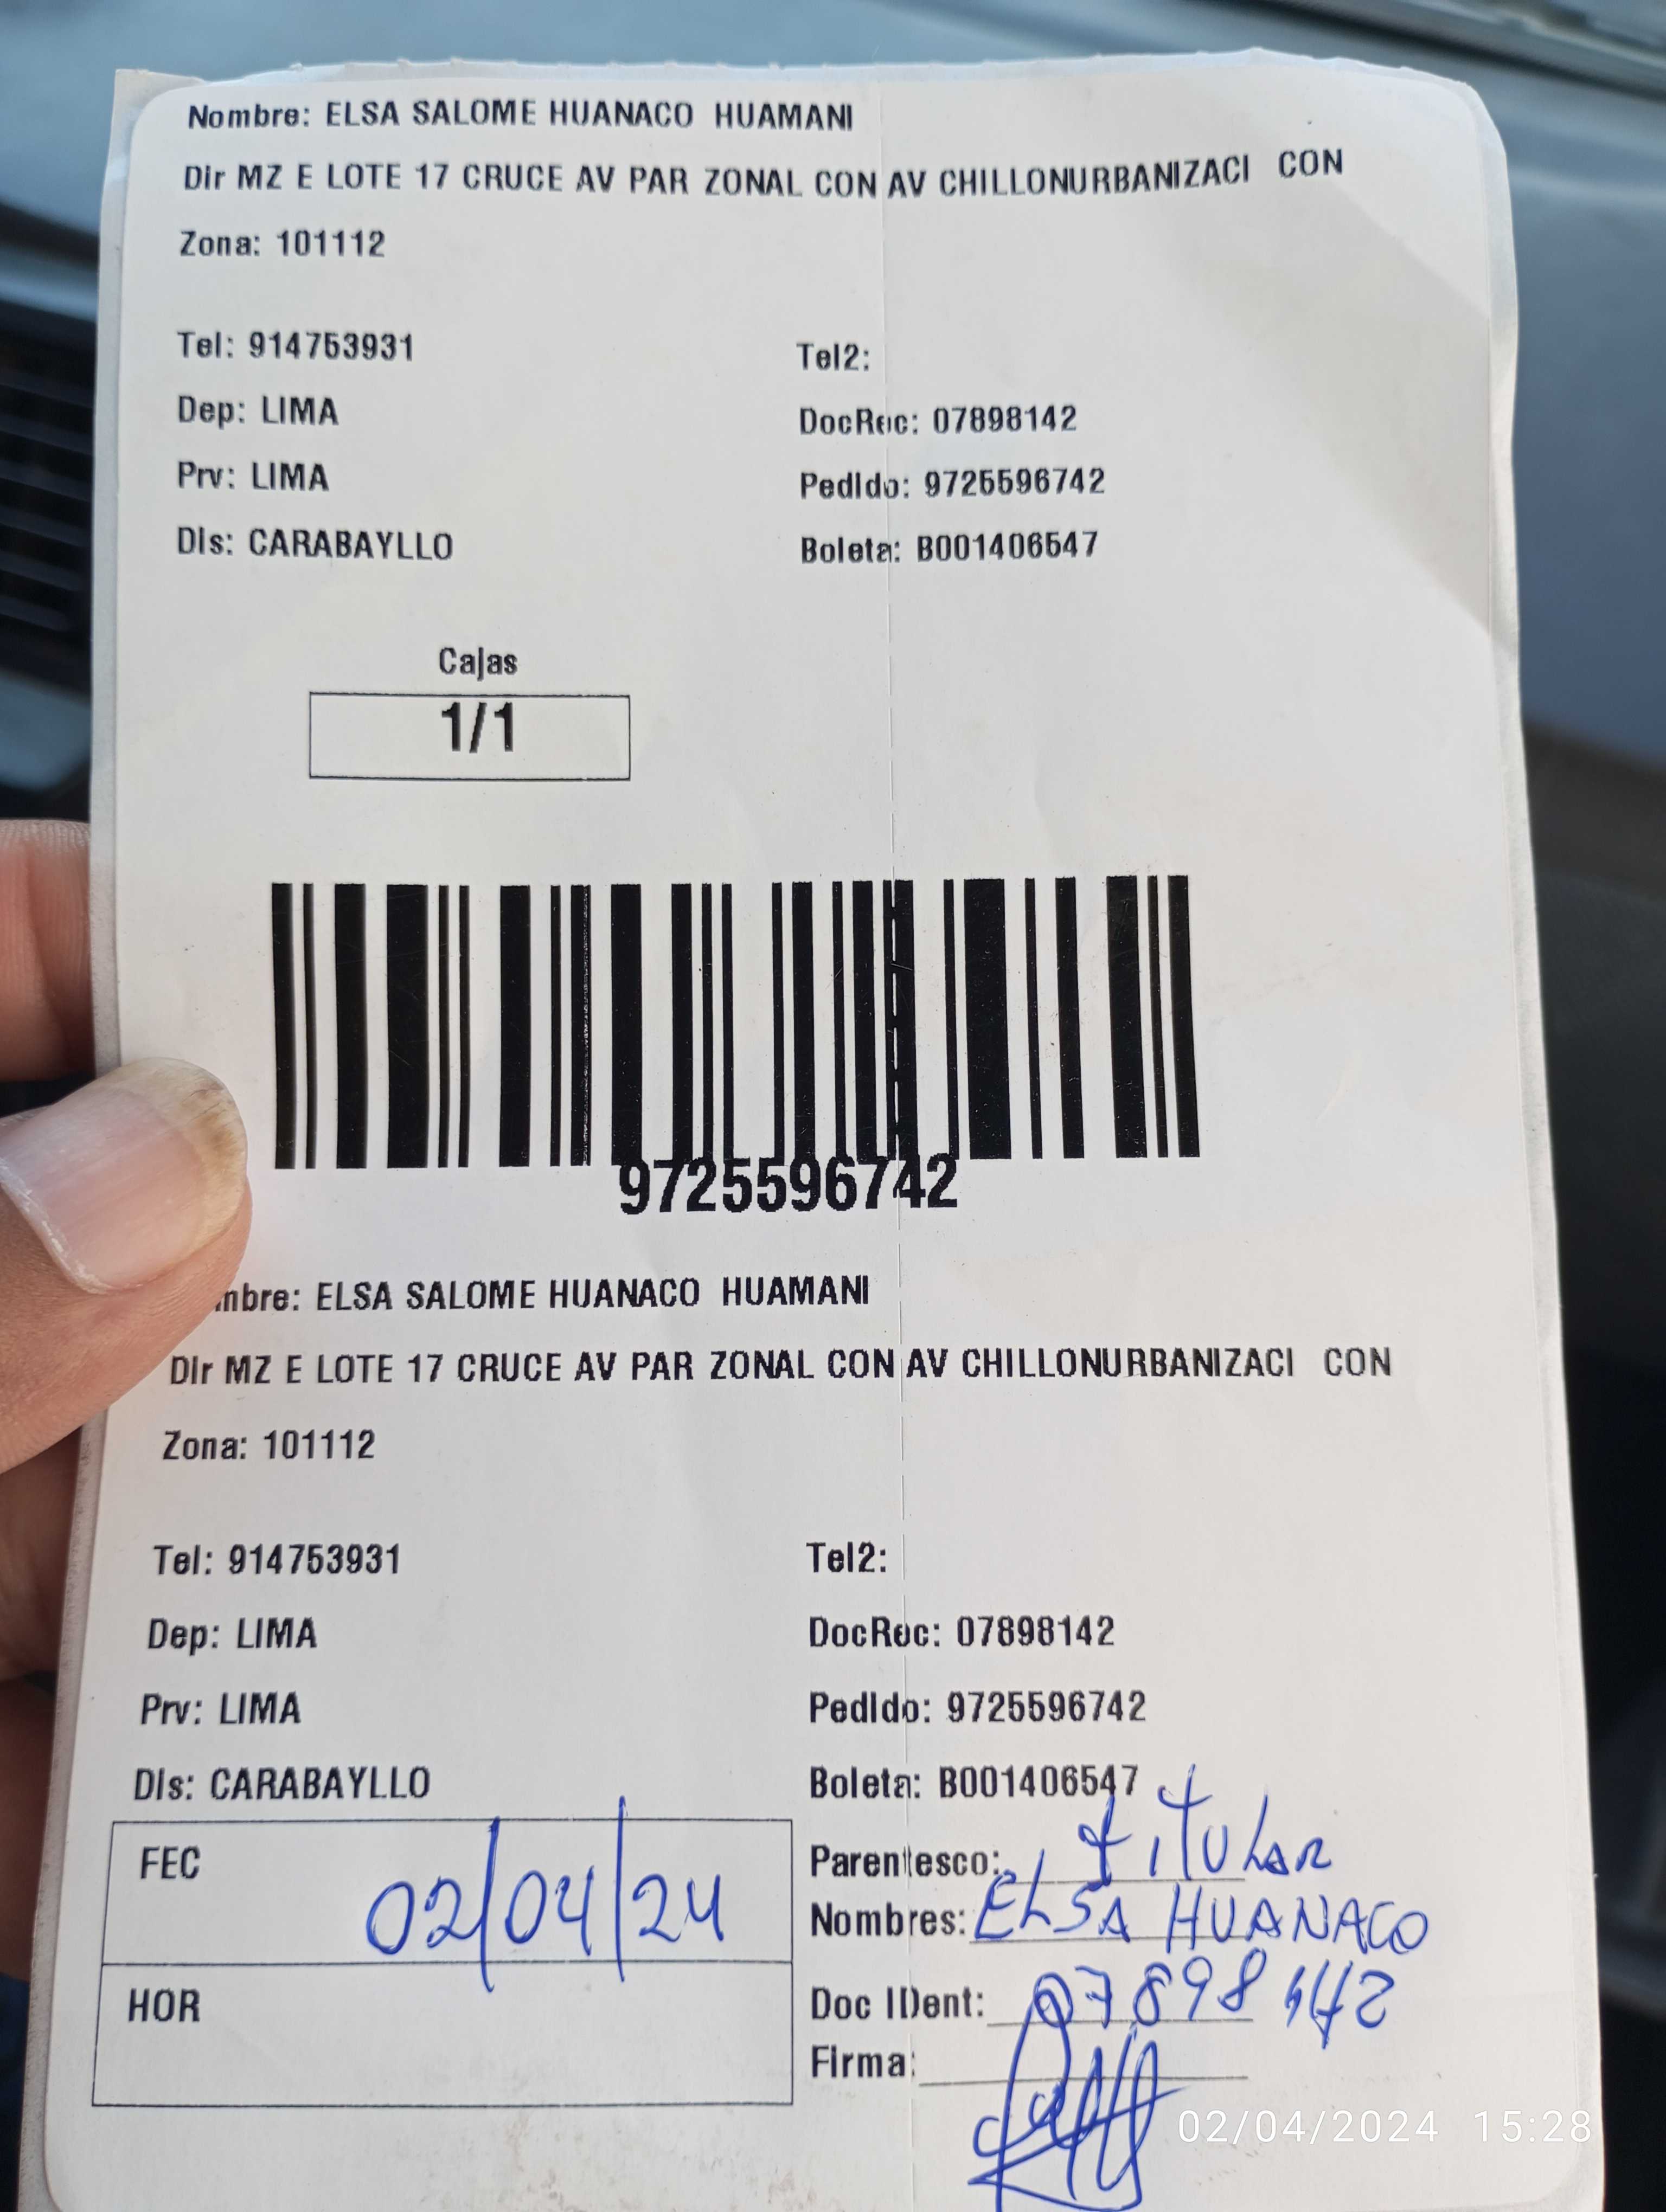 Nombre: ELSA SALOME HUANACO HUAMANI
Dir MZ E LOTE 17 CRUCE AV PAR ZONAL CON AV CHILLONURBANIZACI CON
Zona: 101112
Tel: 914753931 Tel2:
Dep: LIMA DocRec: 07898142
Prv: LIMA Pedido: 9725596742
Dis: CARABAYLLO Boleta: B001406547
Cajas
1/1
9725596742
mbre: ELSA SALOME HUANACO HUAMANI
Dir MZ E LOTE 17 CRUCE AV PAR ZONAL CON AV CHILLONURBANIZACI CON
Zona: 101112
Tel: 914753931 Tel2:
Dep: LIMA DocRec: 07898142
Prv: LIMA Pedido: 9725596742
Dis: CARABAYLLO Boleta: B001406547
FEC 02/04/24 Parentesco: titular
Nombres: ELSA HUANACO
HOR Doc IDent: 07898142
Firma:
02/04/2024 15:28